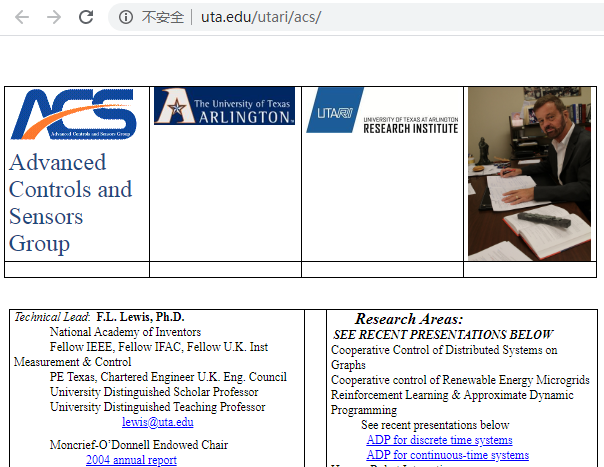 不安全
uta.edu/utari/acs/
ACS
Advanced Controls and Sensors Group
Advanced
Controls and
Sensors
Group
The University of Texas
ARLINGTON
UTARI
UNIVERSITY OF TEXAS AT ARLINGTON
RESEARCH INSTITUTE
Technical Lead: F.L. Lewis, Ph.D.
National Academy of Inventors
Fellow IEEE, Fellow IFAC, Fellow U.K. Inst
Measurement & Control
PE Texas, Chartered Engineer U.K. Eng. Council
University Distinguished Scholar Professor
University Distinguished Teaching Professor
lewis@uta.edu
Moncrief-O’Donnell Endowed Chair
2004 annual report
Research Areas:
SEE RECENT PRESENTATIONS BELOW
Cooperative Control of Distributed Systems on
Graphs
Cooperative control of Renewable Energy Microgrids
Reinforcement Learning & Approximate Dynamic
Programming
See recent presentations below
ADP for discrete time systems
ADP for continuous-time systems